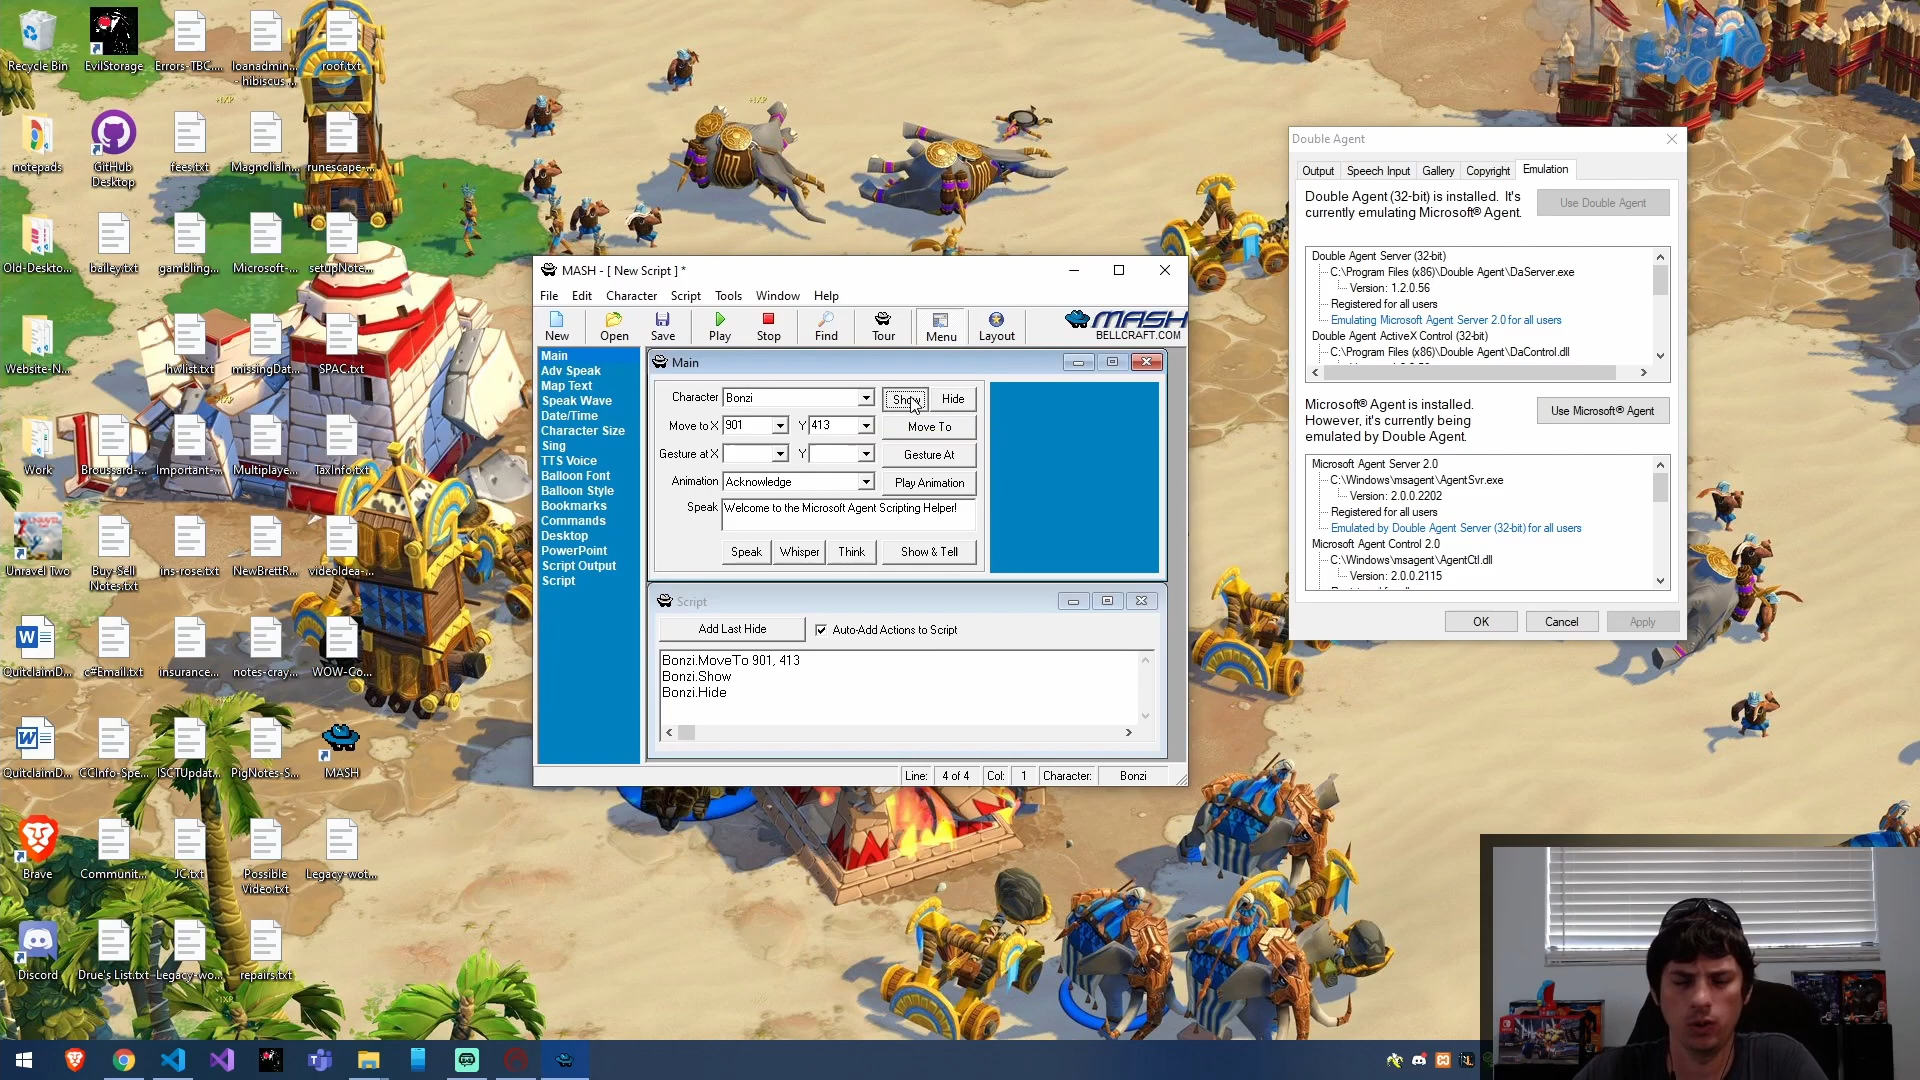 Recycle Bin
EvilStorage
Errors-TBC....
loanadmin...
- hibiscus...
roof.txt
notepads
GitHub
Desktop
fees.txt
MagnoliaIn...
runescape-...
Old-Deskto...
bailey.txt
gambling...
Microsoft-...
setupNote...
Website-N...
hwlist.txt
missingDat...
SPAC.txt
Work
Broussard-...
Important-...
Multiplaye...
TaxInfo.txt
Unravel Two
Buy-Sell
Notes.txt
ins-rose.txt
NewBrettR...
videoIdea-...
QuitclaimD...
c#Email.txt
insurance...
notes-cray...
WOW-Co...
QuitclaimD...
CCInfo-Spe...
ISCTUpdat...
PigNotes-S...
MASH
Brave
Communit...
JC.txt
Possible
Video.txt
Legacy-wot...
Discord
Drue's List.txt
Legacy-wo...
repairs.txt
MASH - [ New Script ] *
File Edit Character Script Tools Window Help
New Open Save Play Stop Find Tour Menu Layout
MASH
BELLCRAFT.COM
Main
Adv Speak
Map Text
Speak Wave
Date/Time
Character Size
Sing
TTS Voice
Balloon Font
Balloon Style
Bookmarks
Commands
Desktop
PowerPoint
Script Output
Script
Main
Character Bonzi Show Hide
Move to X 901 Y 413 Move To
Gesture at X Y Gesture At
Animation Acknowledge Play Animation
Speak Welcome to the Microsoft Agent Scripting Helper!
Speak Whisper Think Show & Tell
Script
Add Last Hide Auto-Add Actions to Script
Bonzi.MoveTo 901, 413
Bonzi.Show
Bonzi.Hide
Line: 4 of 4 Col: 1 Character: Bonzi
Double Agent
Output Speech Input Gallery Copyright Emulation
Double Agent (32-bit) is installed. It's
currently emulating Microsoft® Agent.
Use Double Agent
Double Agent Server (32-bit)
C:\Program Files (x86)\Double Agent\DaServer.exe
Version: 1.2.0.56
Registered for all users
Emulating Microsoft Agent Server 2.0 for all users
Double Agent ActiveX Control (32-bit)
C:\Program Files (x86)\Double Agent\DaControl.dll
Microsoft® Agent is installed.
However, it's currently being
emulated by Double Agent.
Use Microsoft® Agent
Microsoft Agent Server 2.0
C:\Windows\msagent\AgentSvr.exe
Version: 2.0.0.2202
Registered for all users
Emulated by Double Agent Server (32-bit) for all users
Microsoft Agent Control 2.0
C:\Windows\msagent\AgentCtl.dll
Version: 2.0.0.2115
OK Cancel Apply